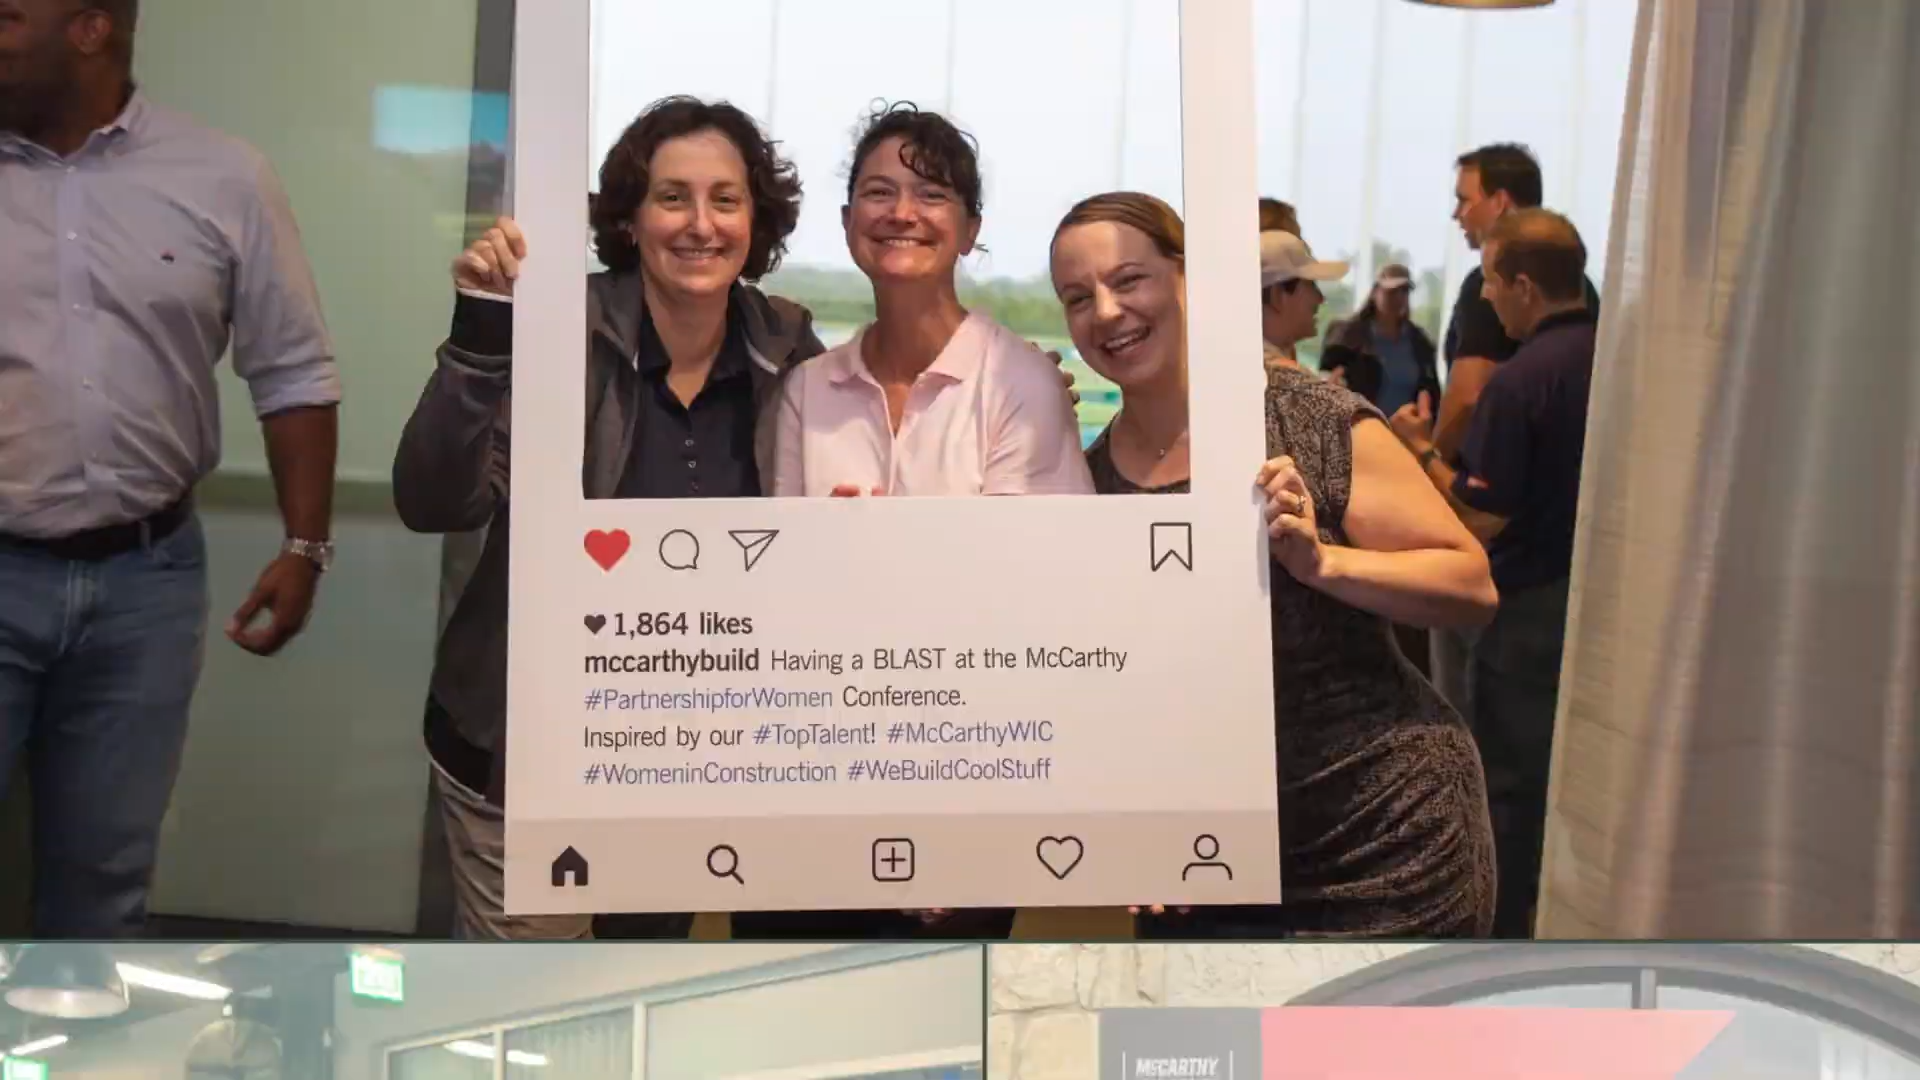 1,864 likes
mccarthybuild Having a BLAST at the McCarthy
#PartnershipforWomen Conference.
Inspired by our #TopTalent! #McCarthyWIC
#WomeninConstruction #WeBuildCoolStuff
MCCARTHY